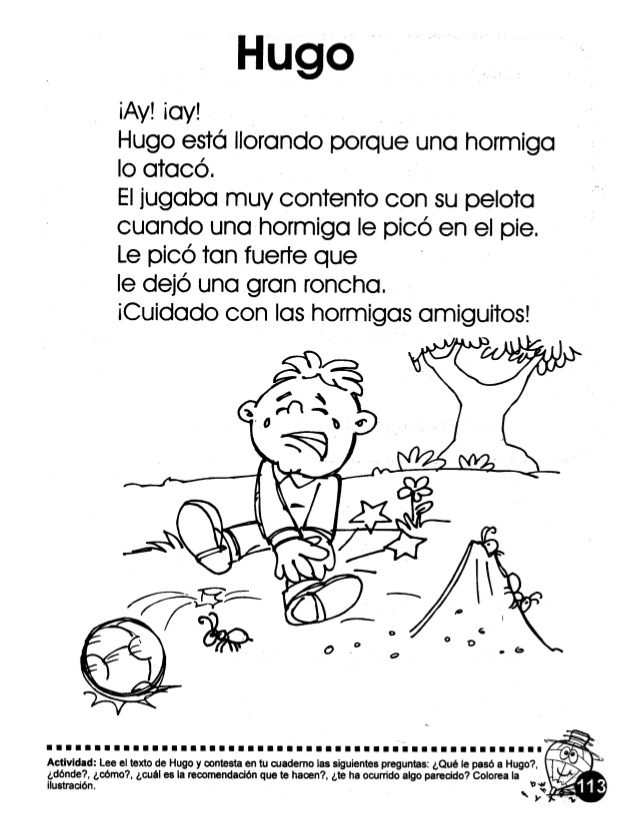 Hugo
¡Ay! ¡ay!
Hugo está llorando porque una hormiga
lo atacó.
El jugaba muy contento con su pelota
cuando una hormiga le picó en el pie.
Le picó tan fuerte que
le dejó una gran roncha.
¡Cuidado con las hormigas amiguitos!
Actividad: Lee el texto de Hugo y contesta en tu cuaderno las siguientes preguntas: ¿Qué le pasó a Hugo?,
¿dónde?, ¿cómo?, ¿cuál es la recomendación que te hacen?, ¿te ha ocurrido algo parecido? Colorea la
ilustración.
113